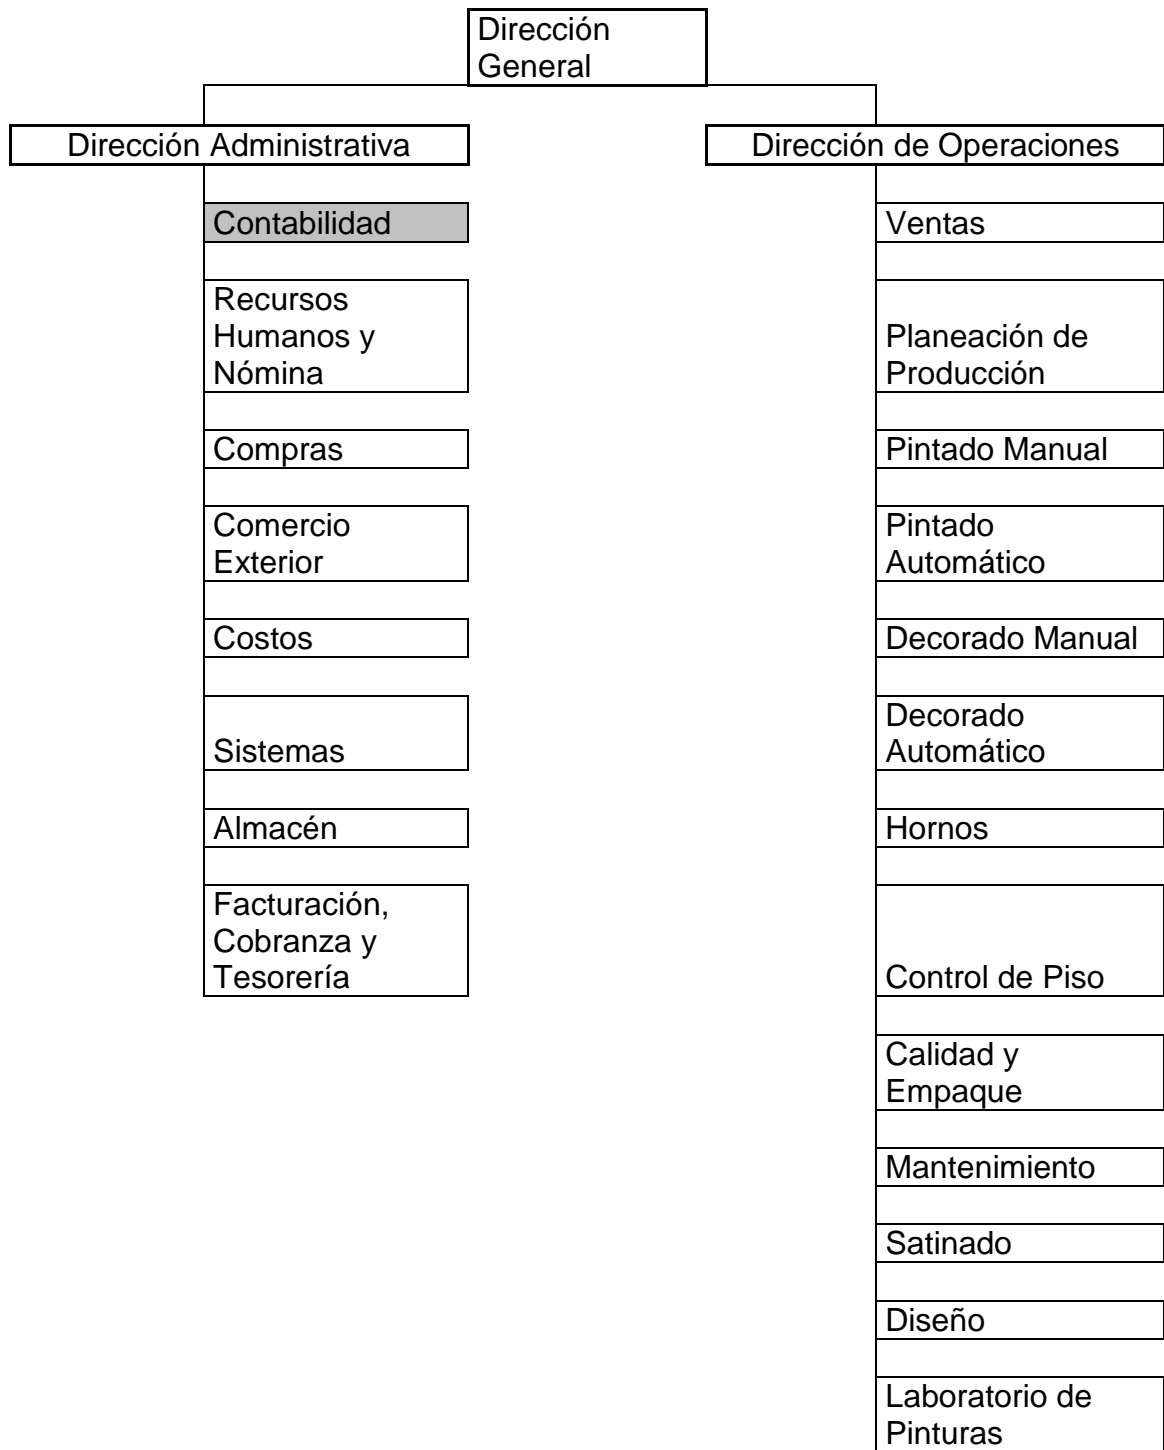 Dirección
General
Dirección Administrativa
Dirección de Operaciones
Contabilidad
Ventas
Recursos
Humanos y
Nómina
Planeación de
Producción
Compras
Pintado Manual
Comercio
Exterior
Pintado
Automático
Costos
Decorado Manual
Sistemas
Decorado
Automático
Almacén
Hornos
Facturación,
Cobranza y
Tesorería
Control de Piso
Calidad y
Empaque
Mantenimiento
Satinado
Diseño
Laboratorio de
Pinturas